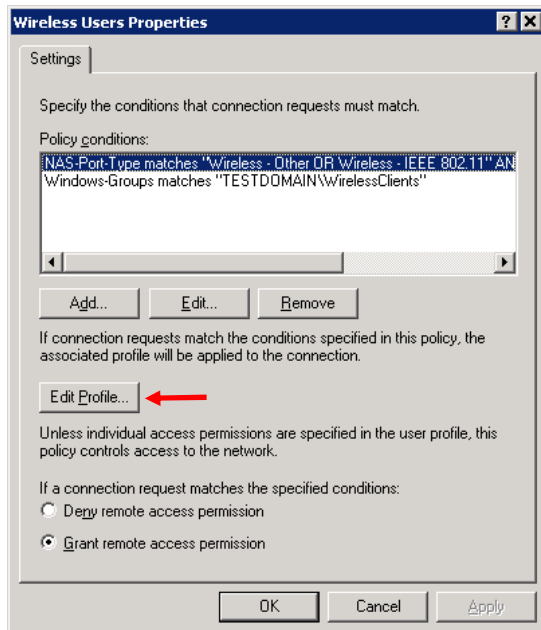 Wireless Users Properties
Settings
Specify the conditions that connection requests must match.
Policy conditions:
NAS-Port-Type matches "Wireless - Other OR Wireless - IEEE 802.11" AN
Windows-Groups matches "TESTDOMAIN\WirelessClients"
Add... Edit... Remove
If connection requests match the conditions specified in this policy, the
associated profile will be applied to the connection.
Edit Profile...
Unless individual access permissions are specified in the user profile, this
policy controls access to the network.
If a connection request matches the specified conditions:
Deny remote access permission
Grant remote access permission
OK Cancel Apply